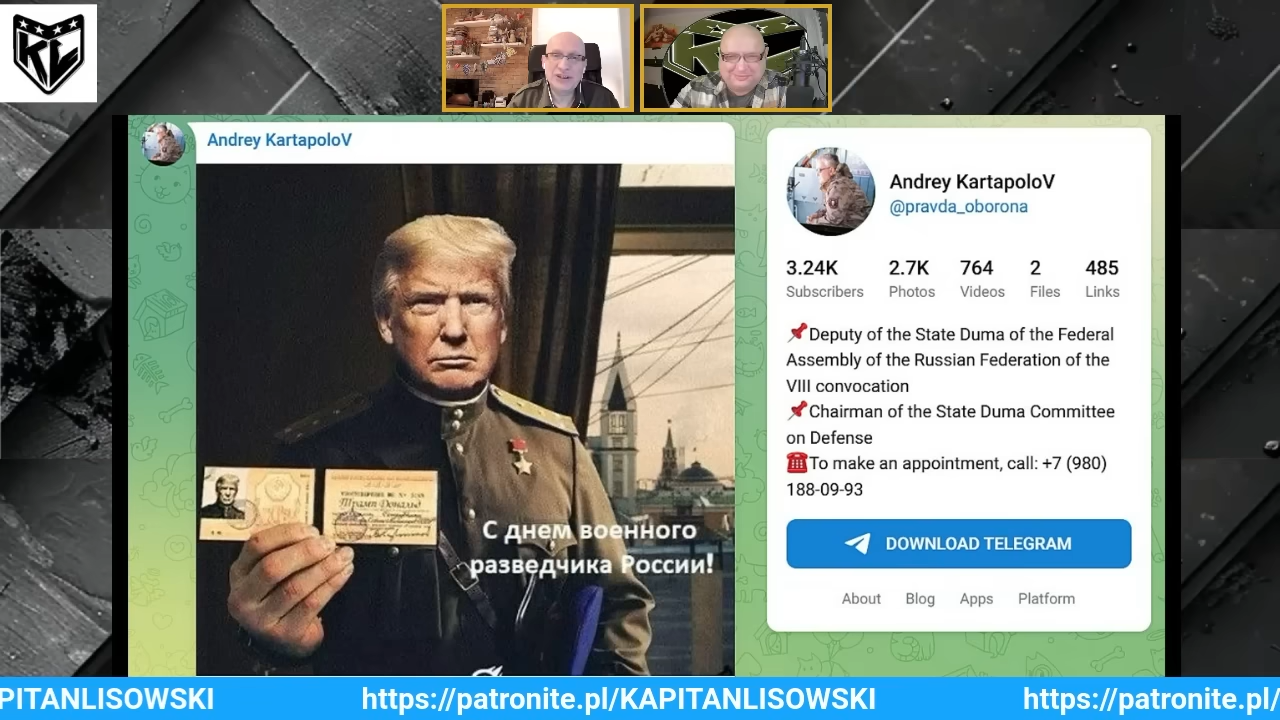 KL
Andrey KartapoloV
Трамп Дональд
С днем военного
разведчика России!
Andrey KartapoloV
@pravda_oborona
3.24K 2.7K 764 2 485
Subscribers Photos Videos Files Links
📌Deputy of the State Duma of the Federal
Assembly of the Russian Federation of the
VIII convocation
📌Chairman of the State Duma Committee
on Defense
☎️To make an appointment, call: +7 (980)
188-09-93
DOWNLOAD TELEGRAM
About Blog Apps Platform
PITANLISOWSKI https://patronite.pl/KAPITANLISOWSKI https://patronite.pl/